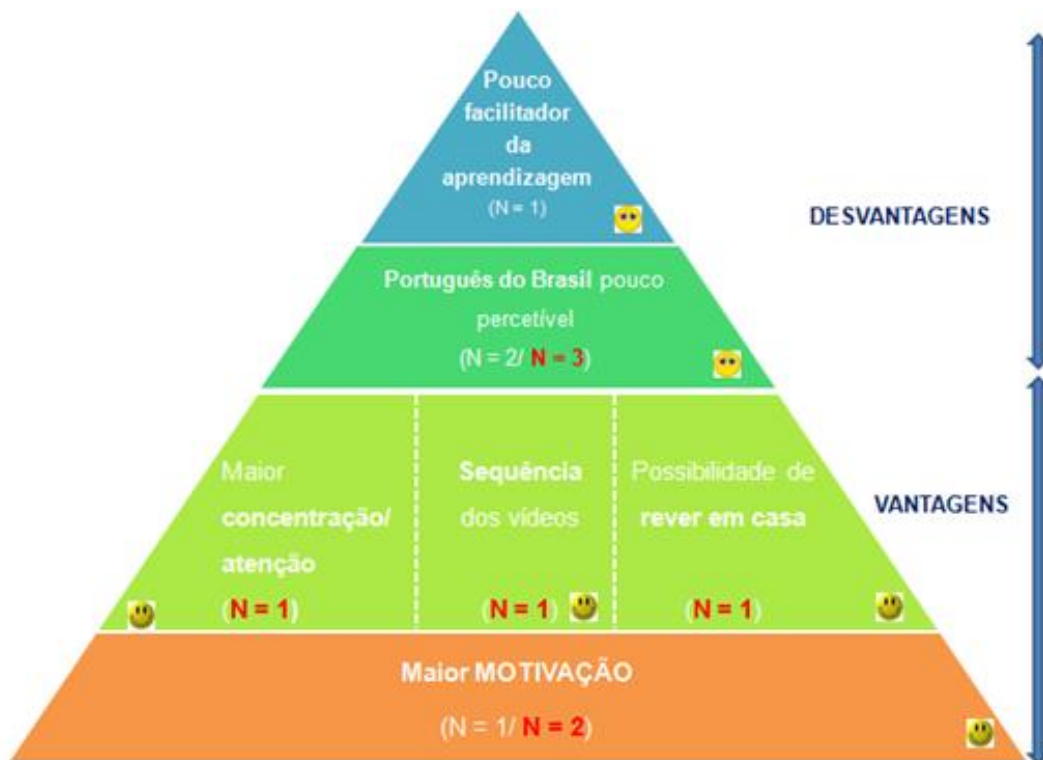 Pouco
facilitador
da
aprendizagem
(N = 1)
DESVANTAGENS
Português do Brasil pouco
percetível
(N = 2/ N = 3)
Maior
concentração/
atenção
(N = 1)
Sequência
dos vídeos
(N = 1)
Possibilidade de
rever em casa
(N = 1)
VANTAGENS
Maior MOTIVAÇÃO
(N = 1/ N = 2)